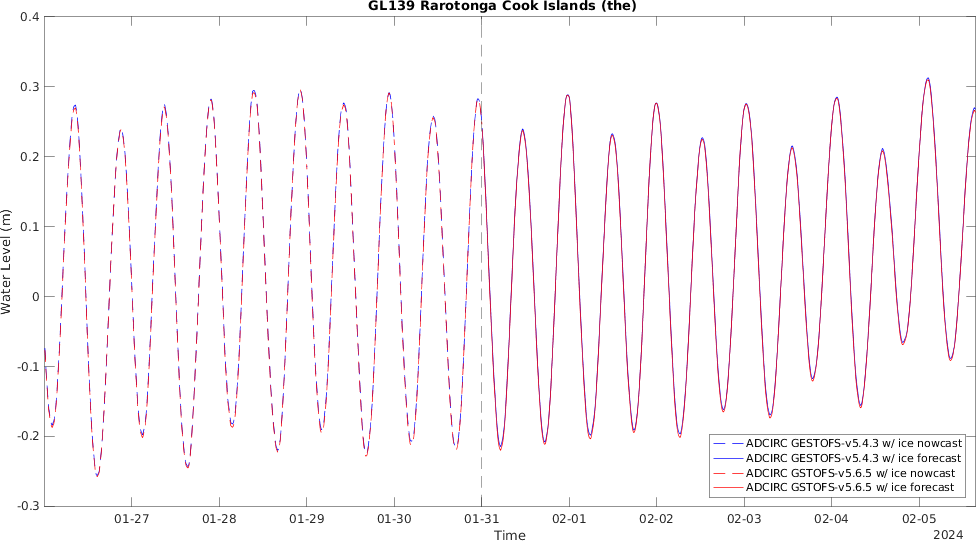 GL139 Rarotonga Cook Islands (the)
Water Level (m)
0.4
0.3
0.2
0.1
0
-0.1
-0.2
-0.3
01-27
01-28
01-29
01-30
01-31
02-01
02-02
02-03
02-04
02-05
Time
2024
ADCIRC GESTOFS-v5.4.3 w/ ice nowcast
ADCIRC GESTOFS-v5.4.3 w/ ice forecast
ADCIRC GSTOFS-v5.6.5 w/ ice nowcast
ADCIRC GSTOFS-v5.6.5 w/ ice forecast